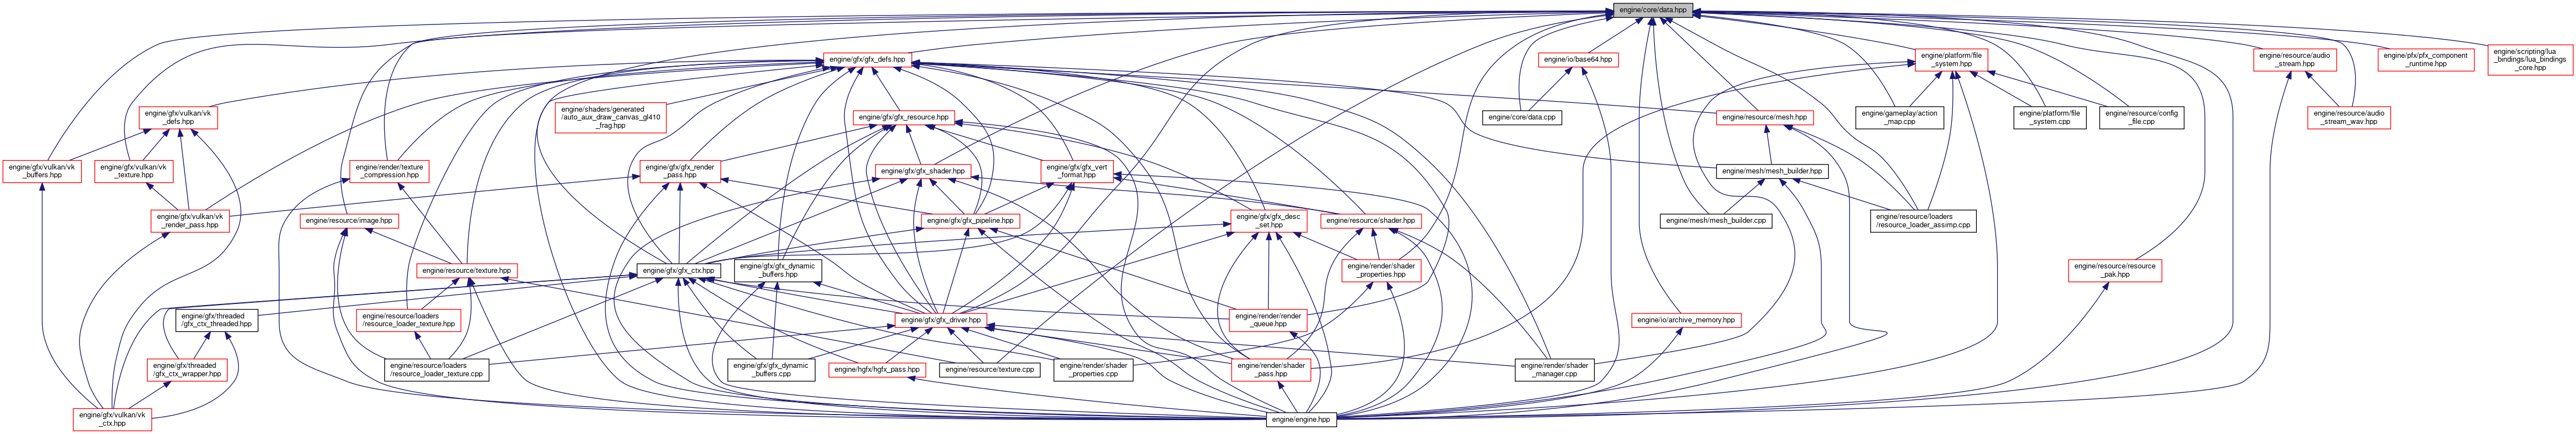 engine/core/data.hpp
engine/gfx/gfx_defs.hpp
engine/io/base64.hpp
engine/platform/file
_system.hpp
engine/resource/audio
_stream.hpp
engine/pfx/pfx_component
_runtime.hpp
engine/scripting/lua
_bindings/lua_bindings
_core.hpp
engine/gfx/vulkan/vk
_defs.hpp
engine/shaders/generated
/auto_aux_draw_canvas_gl410
_frag.hpp
engine/gfx/gfx_resource.hpp
engine/core/data.cpp
engine/resource/mesh.hpp
engine/gameplay/action
_map.cpp
engine/platform/file
_system.cpp
engine/resource/config
_file.cpp
engine/resource/audio
_stream_wav.hpp
engine/gfx/vulkan/vk
_buffers.hpp
engine/gfx/vulkan/vk
_texture.hpp
engine/render/texture
_compression.hpp
engine/gfx/gfx_render
_pass.hpp
engine/gfx/gfx_shader.hpp
engine/gfx/gfx_vert
_format.hpp
engine/mesh/mesh_builder.hpp
engine/gfx/vulkan/vk
_render_pass.hpp
engine/resource/image.hpp
engine/gfx/gfx_pipeline.hpp
engine/gfx/gfx_desc
_set.hpp
engine/resource/shader.hpp
engine/mesh/mesh_builder.cpp
engine/resource/loaders
/resource_loader_assimp.cpp
engine/resource/texture.hpp
engine/gfx/gfx_ctx.hpp
engine/gfx/gfx_dynamic
_buffers.hpp
engine/render/shader
_properties.hpp
engine/resource/resource
_pak.hpp
engine/gfx/threaded
/gfx_ctx_threaded.hpp
engine/resource/loaders
/resource_loader_texture.hpp
engine/gfx/gfx_driver.hpp
engine/render/render
_queue.hpp
engine/io/archive_memory.hpp
engine/gfx/threaded
/gfx_ctx_wrapper.hpp
engine/resource/loaders
/resource_loader_texture.cpp
engine/gfx/gfx_dynamic
_buffers.cpp
engine/hgfx/hgfx_pass.hpp
engine/resource/texture.cpp
engine/render/shader
_properties.cpp
engine/render/shader
_pass.hpp
engine/render/shader
_manager.cpp
engine/gfx/vulkan/vk
_ctx.hpp
engine/engine.hpp